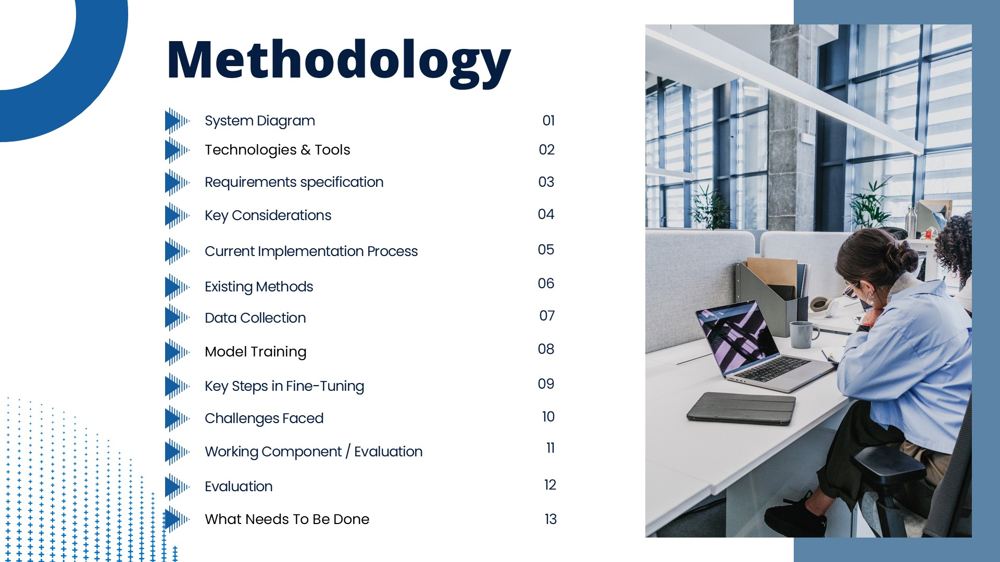 Methodology
System Diagram 01
Technologies & Tools 02
Requirements specification 03
Key Considerations 04
Current Implementation Process 05
Existing Methods 06
Data Collection 07
Model Training 08
Key Steps in Fine-Tuning 09
Challenges Faced 10
Working Component / Evaluation 11
Evaluation 12
What Needs To Be Done 13